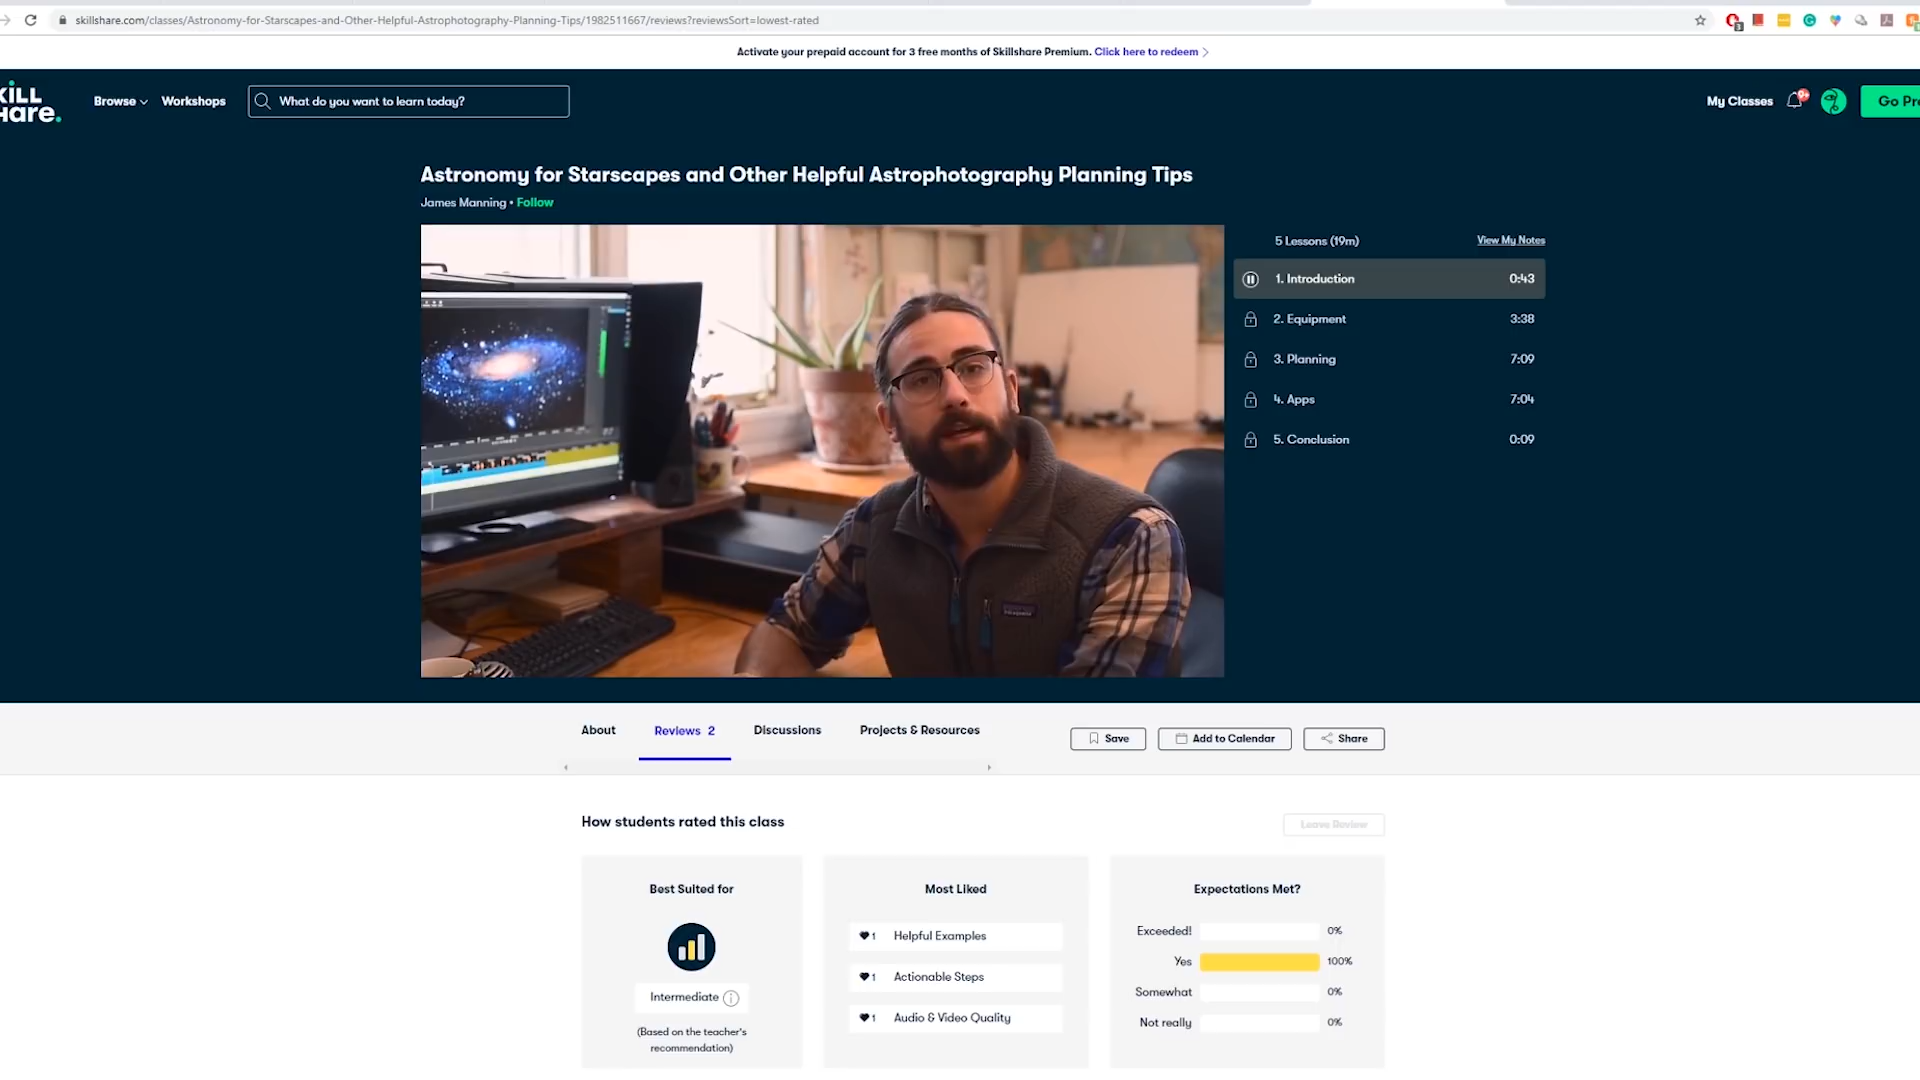 skillshare.com/classes/Astronomy-for-Starscapes-and-Other-Helpful-Astrophotography-Planning-Tips/1982511667/reviews?reviewsSort=lowest-rated
Activate your prepaid account for 3 free months of Skillshare Premium. Click here to redeem
Browse
Workshops
What do you want to learn today?
My Classes
9+
Go Pre
Astronomy for Starscapes and Other Helpful Astrophotography Planning Tips
James Manning • Follow
5 Lessons (19m)
View My Notes
1. Introduction 0:43
2. Equipment 3:38
3. Planning 7:09
4. Apps 7:04
5. Conclusion 0:09
patagonia
About
Reviews 2
Discussions
Projects & Resources
Save
Add to Calendar
Share
How students rated this class
Leave Review
Best Suited for
Intermediate
(Based on the teacher's
recommendation)
Most Liked
1 Helpful Examples
1 Actionable Steps
1 Audio & Video Quality
Expectations Met?
Exceeded! 0%
Yes 100%
Somewhat 0%
Not really 0%